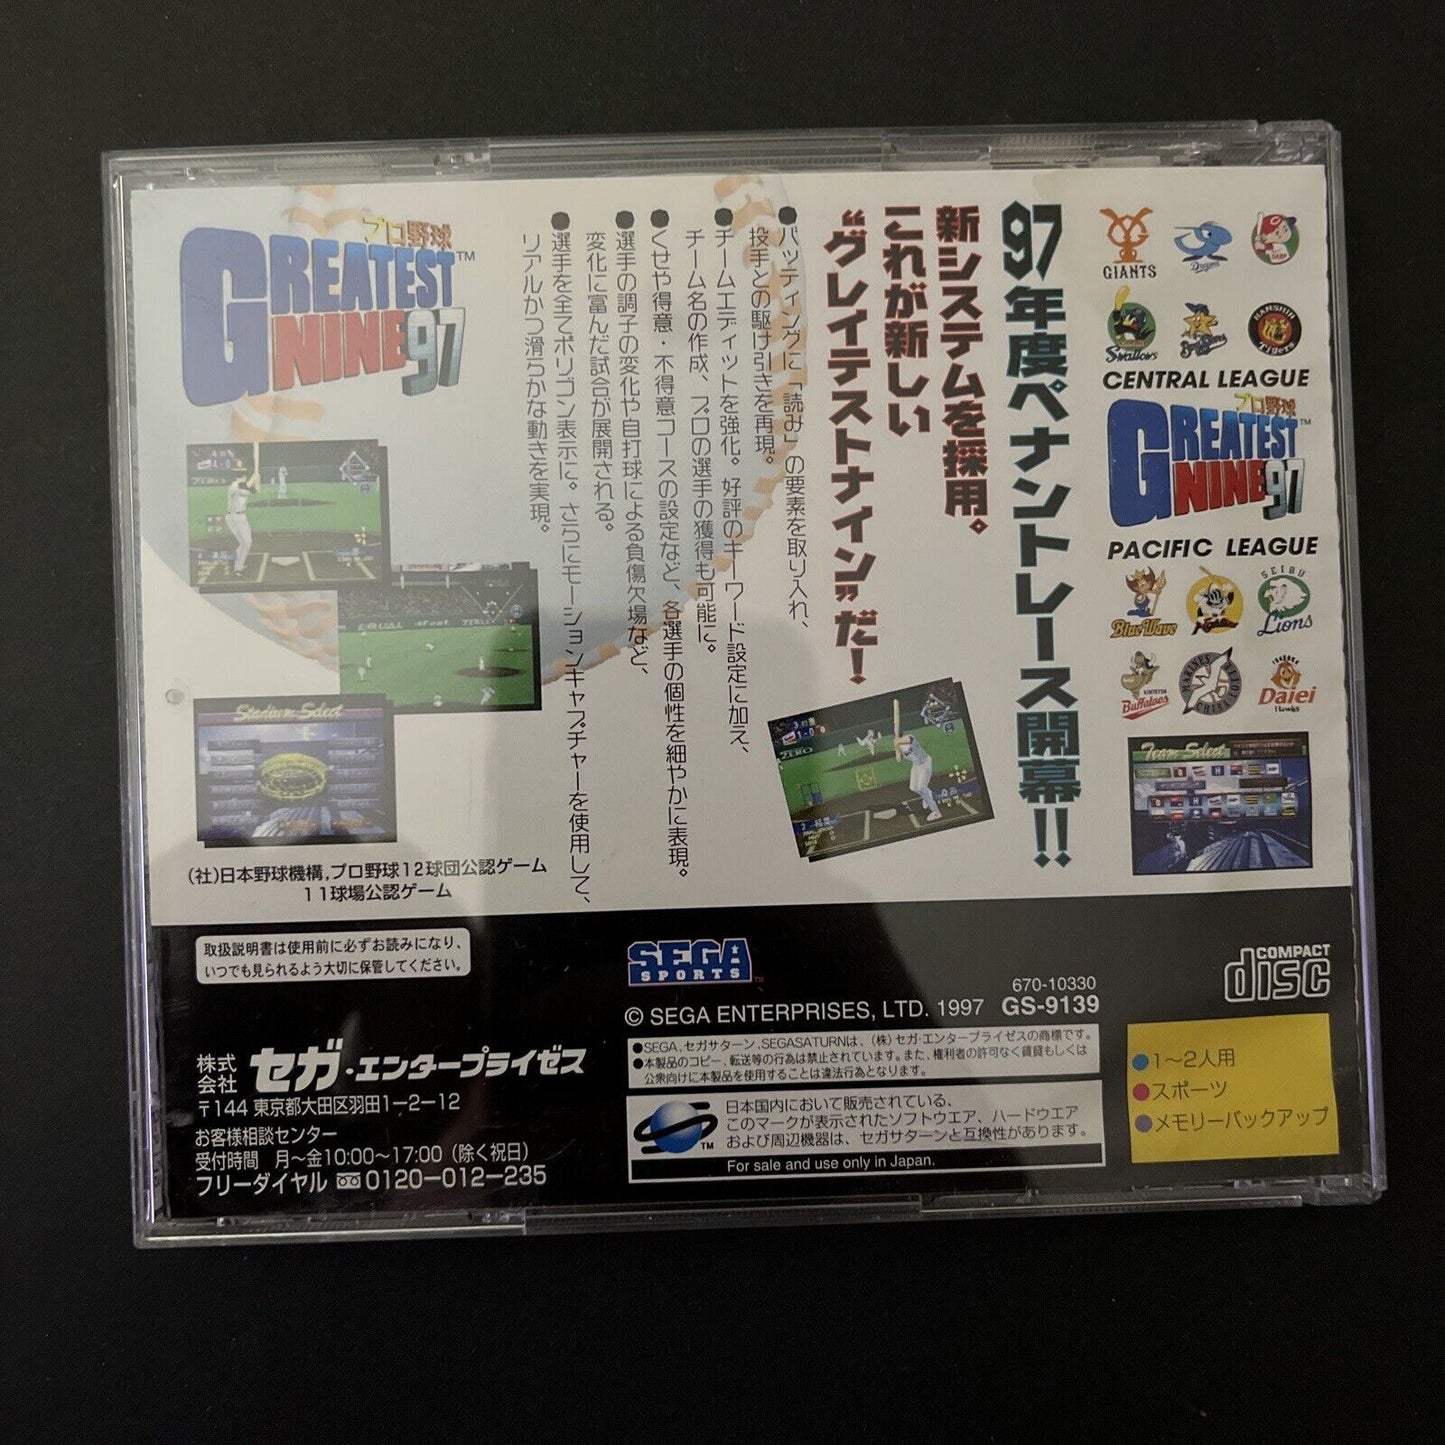 GIANTS
Dragons
CARP
Swallows
BayStars
HANSHIN
Tigers
CENTRAL LEAGUE
プロ野球
GREATEST
NINE 97
TM
PACIFIC LEAGUE
BlueWave
Fighters
SEIBU
Lions
KINTETSU
Buffaloes
MARINES
CHIBA LOTTE
FUKUOKA
Daiei
Hawks
Team Select
97年度ペナントレース開幕!!
新システムを採用。
これが新しい
“グレイテストナイン”だ!
●バッティングに「読み」の要素を取り入れ、
投手との駆け引きを再現。
●チームエディットを強化。好評のキーワード設定に加え、
チーム名の作成、プロの選手の獲得も可能に。
●くせや得意・不得意コースの設定など、各選手の個性を細やかに表現。
●選手の調子の変化や自打球による負傷欠場など、
変化に富んだ試合が展開される。
●選手を全てポリゴン表示に。さらにモーションキャプチャーを使用して、
リアルかつ滑らかな動きを実現。
プロ野球
GREATEST
NINE 97
TM
Stadium Select
(社)日本野球機構,プロ野球12球団公認ゲーム
11球場公認ゲーム
取扱説明書は使用前に必ずお読みになり、
いつでも見られるよう大切に保管してください。
株式会社 セガ・エンタープライゼス
〒144 東京都大田区羽田1−2−12
お客様相談センター
受付時間 月〜金10:00〜17:00(除く祝日)
フリーダイヤル 0120−012−235
SEGA
SPORTS
TM
670-10330
© SEGA ENTERPRISES, LTD. 1997 GS-9139
●SEGA、セガサターン、SEGASATURNは、(株)セガ・エンタープライゼスの商標です。
●本製品のコピー、転送等の行為は禁止されています。また、権利者の許可なく賃貸もしくは
公衆向けに本製品を使用することは違法行為となります。
TM
日本国内において販売されている、
このマークが表示されたソフトウエア、ハードウエア
および周辺機器は、セガサターンと互換性があります。
For sale and use only in Japan.
COMPACT
disc
●1〜2人用
●スポーツ
●メモリーバックアップ